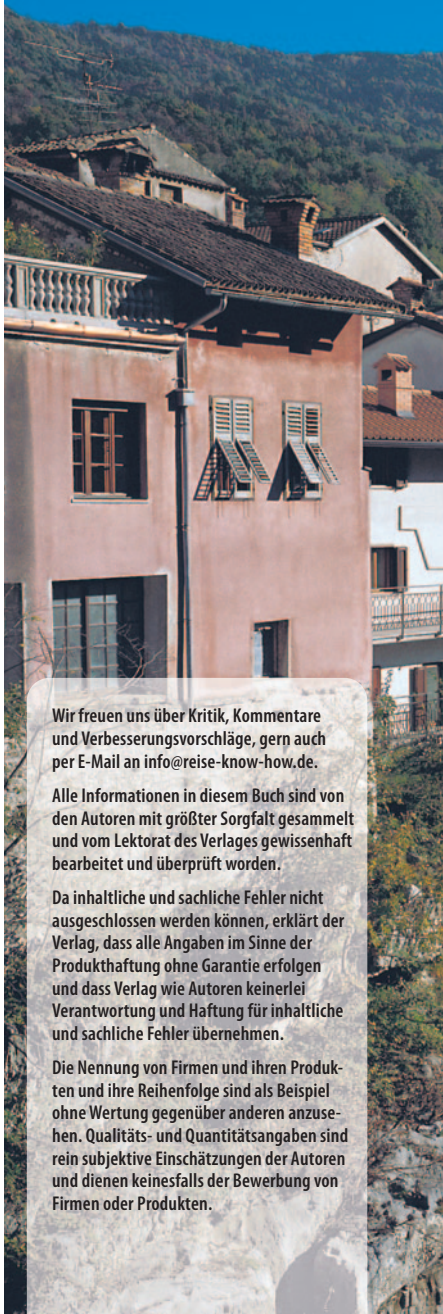 Wir freuen uns über Kritik, Kommentare
und Verbesserungsvorschläge, gern auch
per E-Mail an info@reise-know-how.de.
Alle Informationen in diesem Buch sind von
den Autoren mit größter Sorgfalt gesammelt
und vom Lektorat des Verlages gewissenhaft
bearbeitet und überprüft worden.
Da inhaltliche und sachliche Fehler nicht
ausgeschlossen werden können, erklärt der
Verlag, dass alle Angaben im Sinne der
Produkthaftung ohne Garantie erfolgen
und dass Verlag wie Autoren keinerlei
Verantwortung und Haftung für inhaltliche
und sachliche Fehler übernehmen.
Die Nennung von Firmen und ihren Produk-
ten und ihre Reihenfolge sind als Beispiel
ohne Wertung gegenüber anderen anzuse-
hen. Qualitäts- und Quantitätsangaben sind
rein subjektive Einschätzungen der Autoren
und dienen keinesfalls der Bewerbung von
Firmen oder Produkten.